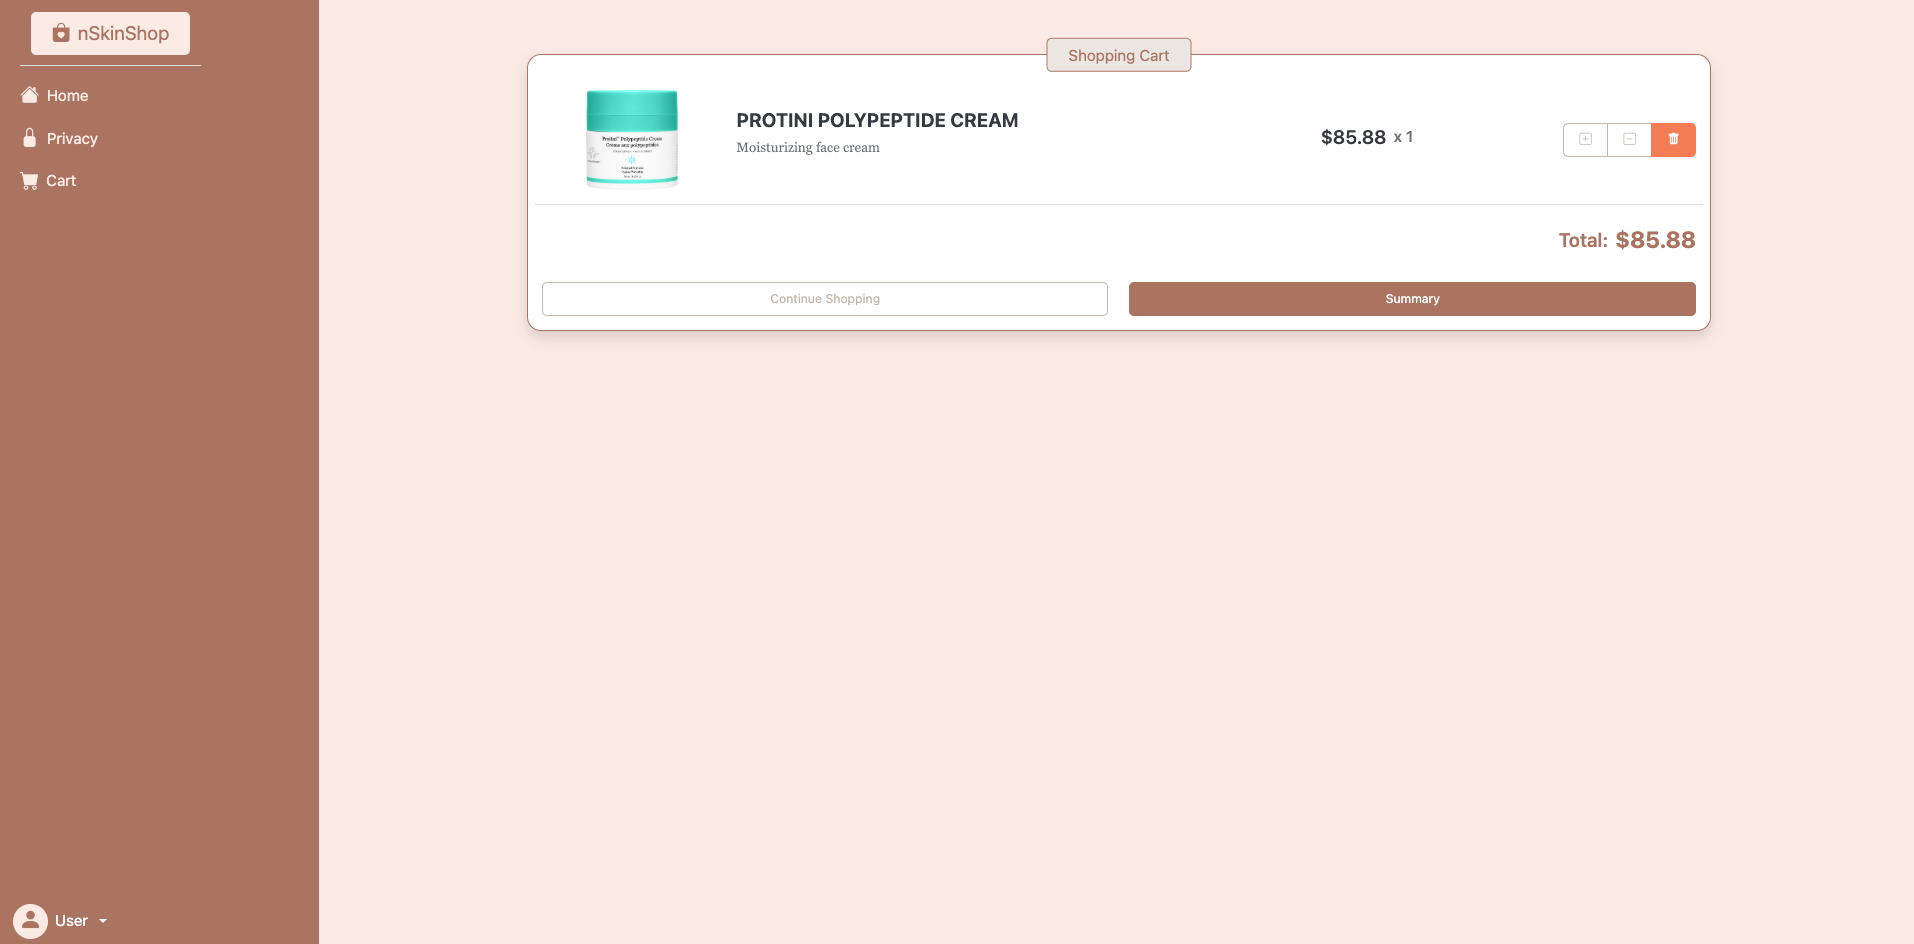 nSkinShop
Home
Privacy
Cart
Shopping Cart
Protini™ Polypeptide Cream
Crème aux polypeptides
PROTINI POLYPEPTIDE CREAM
Moisturizing face cream
$85.88 x 1
Total: $85.88
Continue Shopping
Summary
User